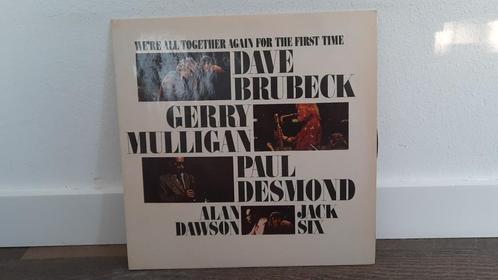 WE'RE ALL TOGETHER AGAIN FOR THE FIRST TIME
DAVE
BRUBECK
GERRY
MULLIGAN
PAUL
DESMOND
ALAN
DAWSON
JACK
SIX